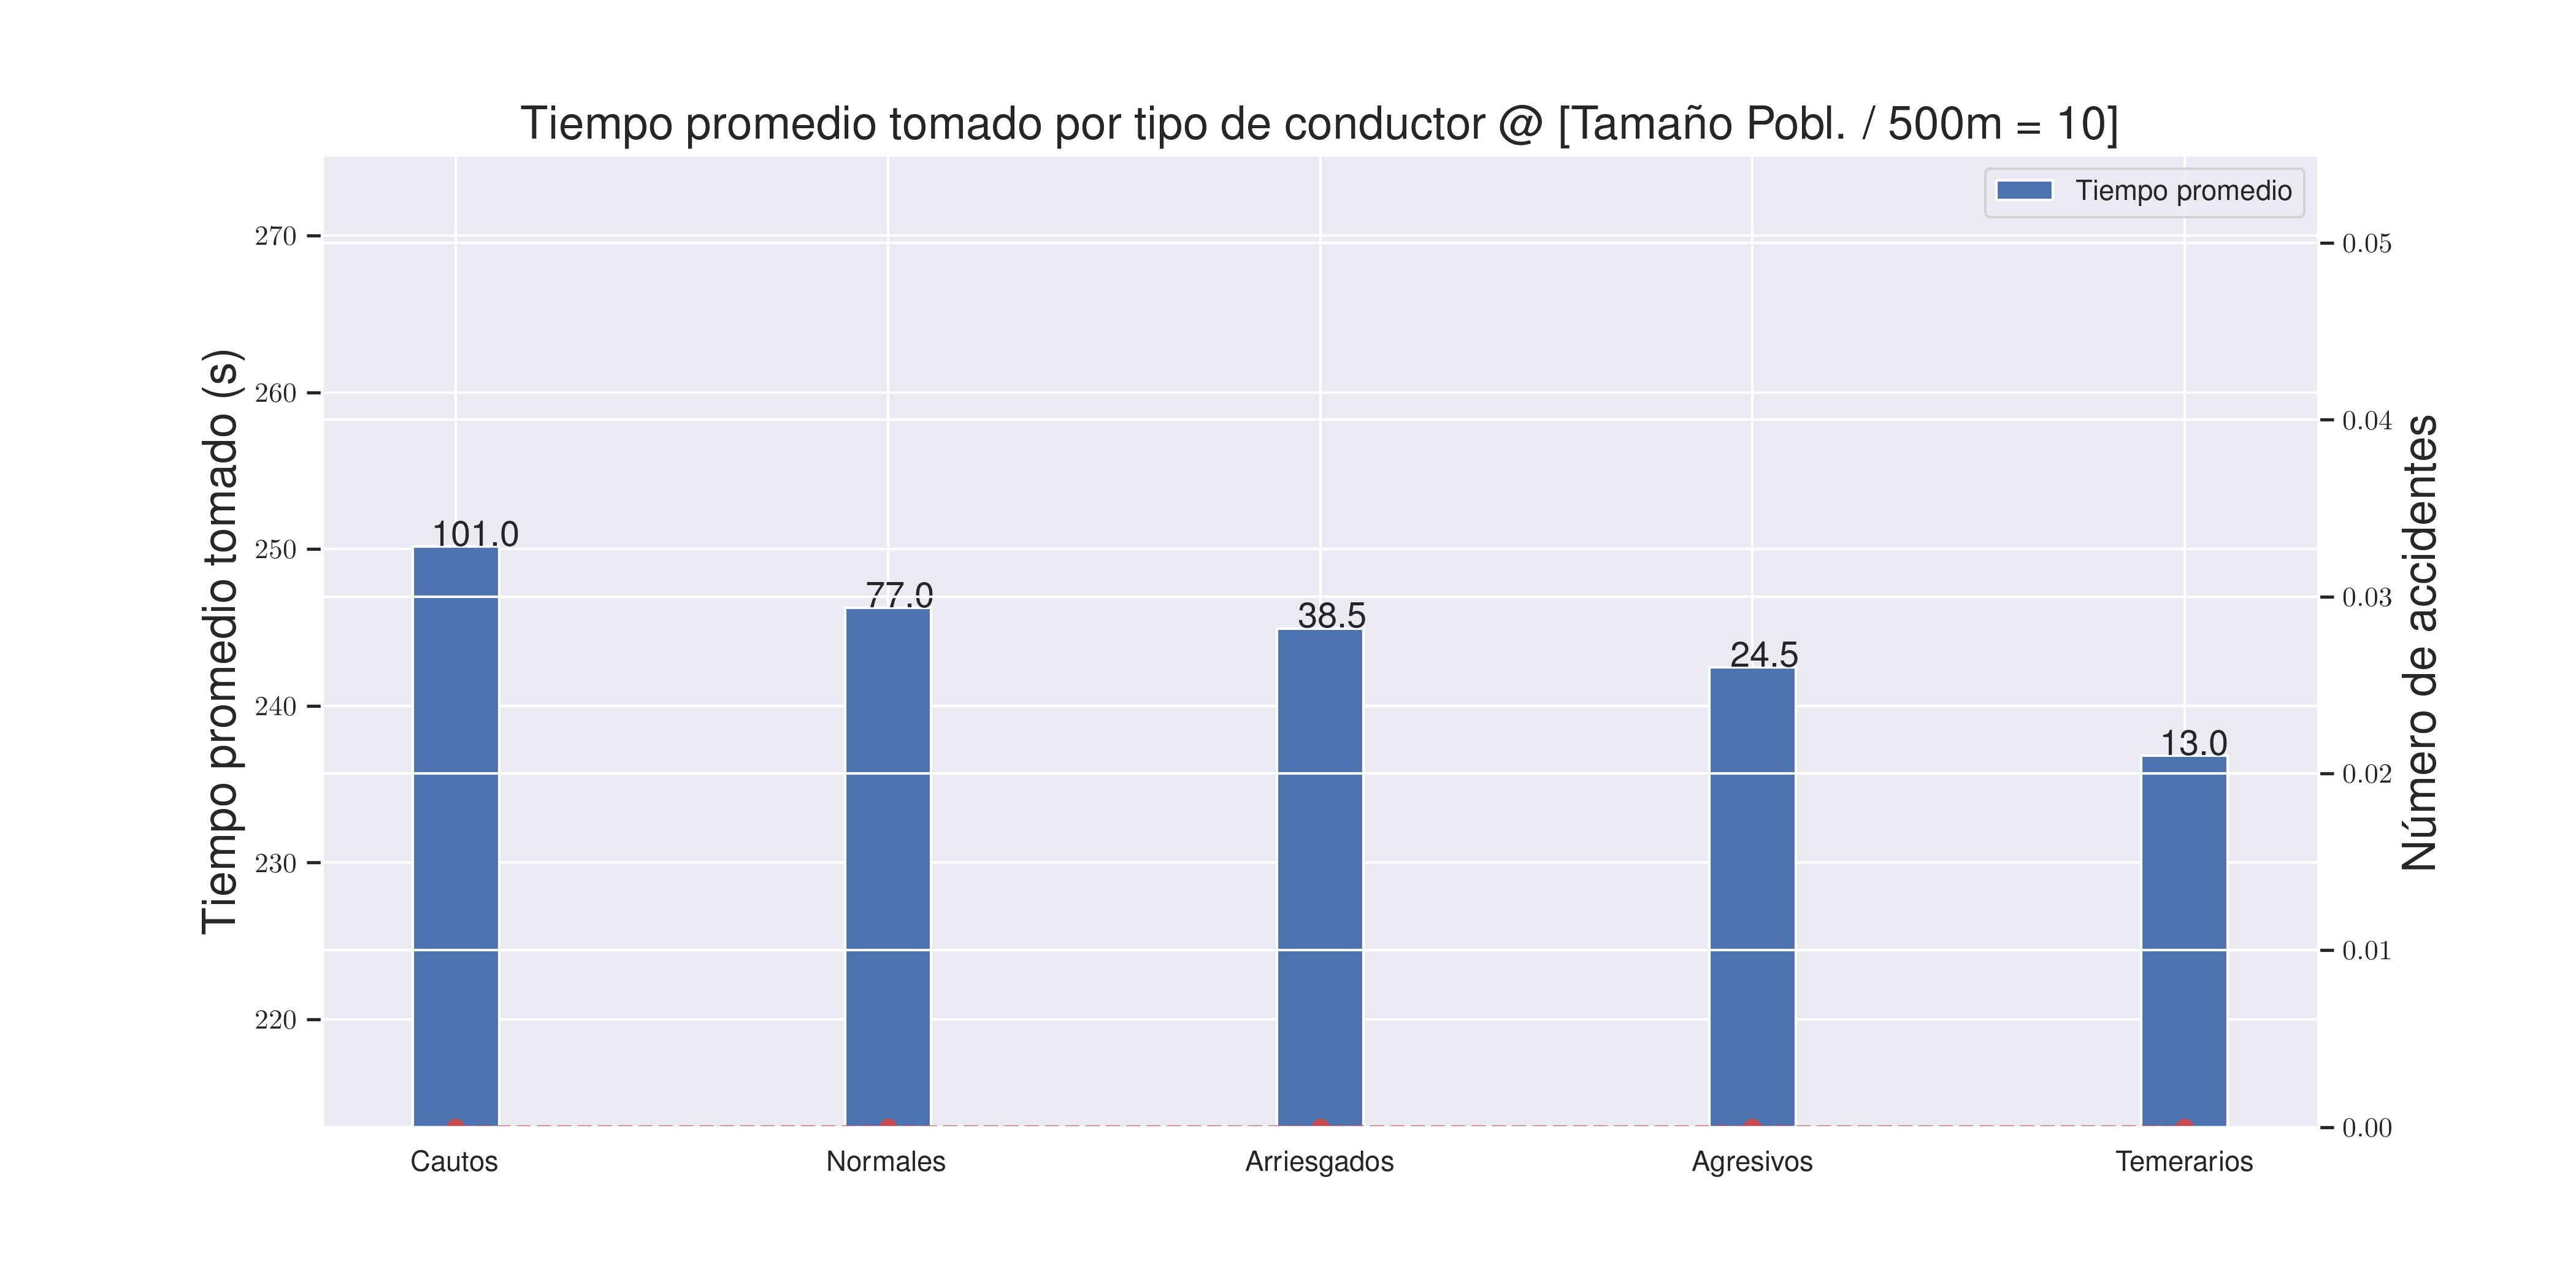 Tiempo promedio tomado por tipo de conductor @ [Tamaño Pobl. / 500m = 10]
Tiempo promedio
Tiempo promedio tomado (s)
270
260
250
240
230
220
101.0
77.0
38.5
24.5
13.0
0.05
0.04
0.03
0.02
0.01
0.00
Número de accidentes
Cautos
Normales
Arriesgados
Agresivos
Temerarios